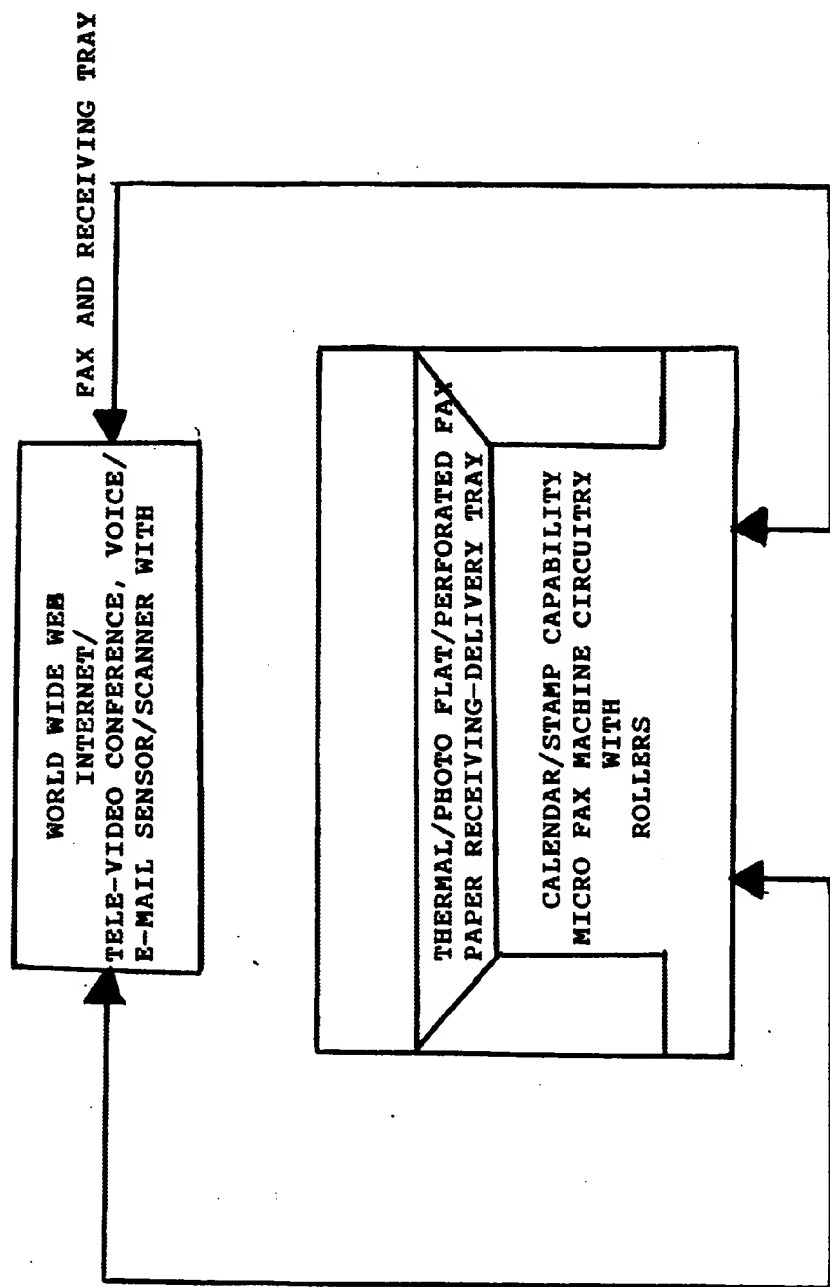 WORLD WIDE WEB
INTERNET/
TELE-VIDEO CONFERENCE, VOICE/
E-MAIL SENSOR/SCANNER WITH
FAX AND RECEIVING TRAY
THERMAL/PHOTO FLAT/PERFORATED FAX
PAPER RECEIVING-DELIVERY TRAY
CALENDAR/STAMP CAPABILITY
MICRO FAX MACHINE CIRCUITRY
WITH
ROLLERS